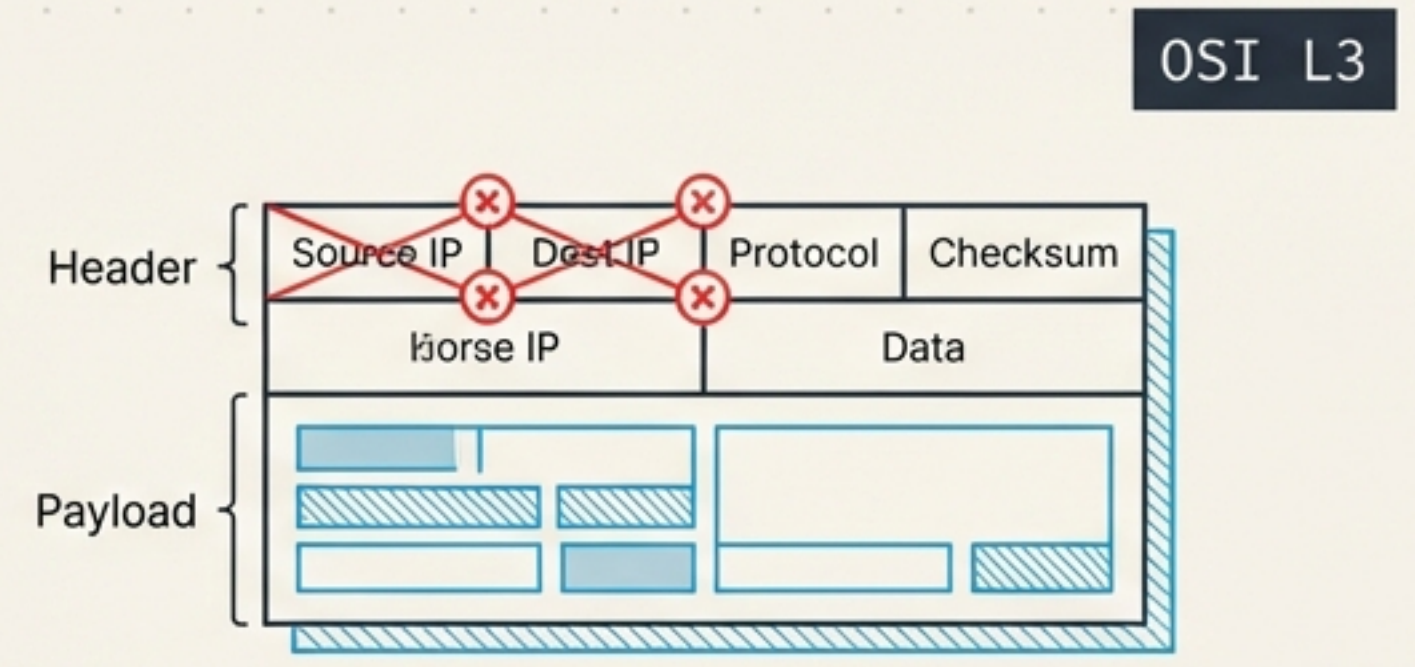 OSI L3
Header
Source IP Dest IP Protocol Checksum
IP Data
Payload